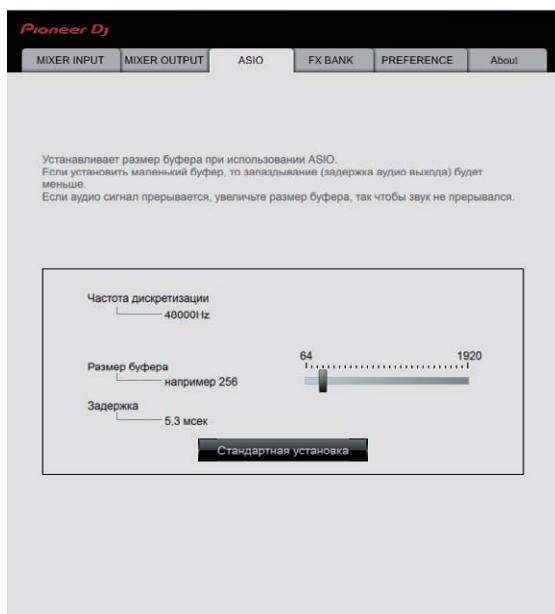 Pioneer Dj
MIXER INPUT MIXER OUTPUT ASIO FX BANK PREFERENCE About
Устанавливает размер буфера при использовании ASIO.
Если установить маленький буфер, то запаздывание (задержка аудио выхода) будет
меньше.
Если аудио сигнал прерывается, увеличьте размер буфера, так чтобы звук не прерывался.
Частота дискретизации
48000Hz
64 1920
Размер буфера
например 256
Задержка
5,3 мсек
Стандартная установка